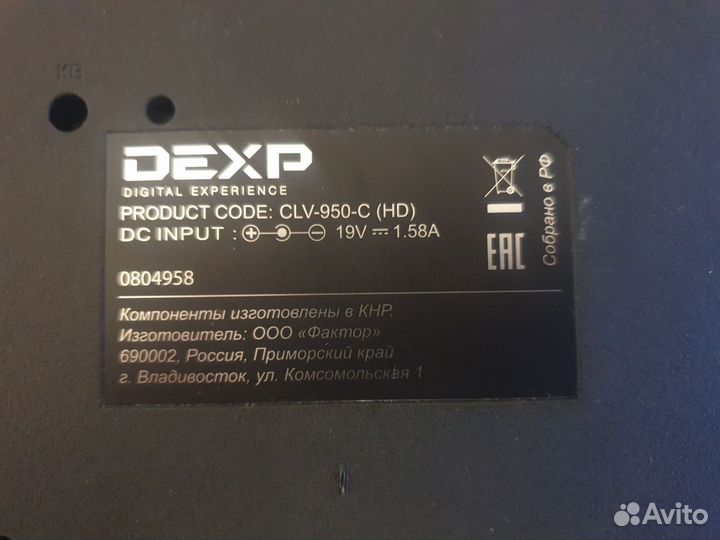 KB
DEXP
DIGITAL EXPERIENCE
PRODUCT CODE: CLV-950-C (HD)
DC INPUT : 19V 1.58A
0804958
Компоненты изготовлены в КНР.
Изготовитель: ООО «Фактор»
690002, Россия, Приморский край
г. Владивосток, ул. Комсомольская 1
EAC
Собрано в РФ
Avito